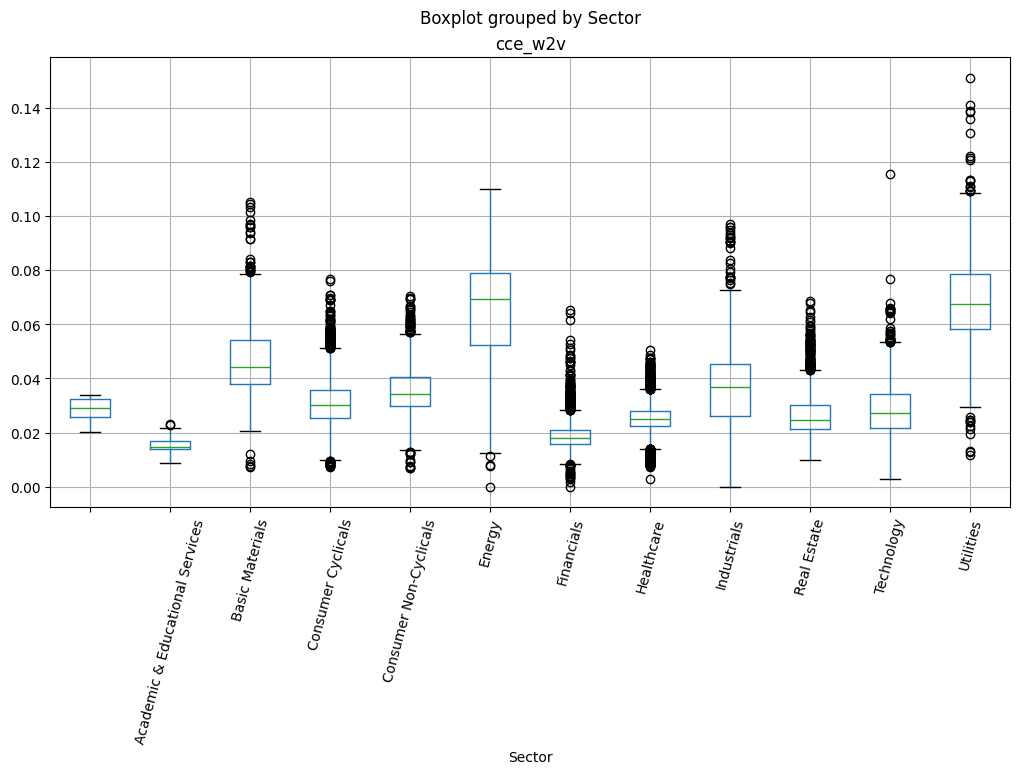 Boxplot grouped by Sector
cce_w2v
0.14
0.12
0.10
0.08
0.06
0.04
0.02
0.00
Academic & Educational Services
Basic Materials
Consumer Cyclicals
Consumer Non-Cyclicals
Energy
Financials
Healthcare
Industrials
Real Estate
Technology
Utilities
Sector